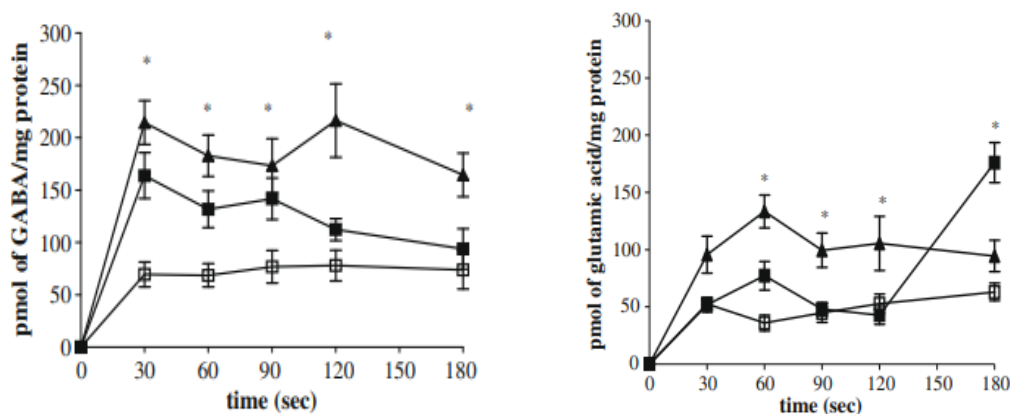 pmol of GABA/mg protein
300
250
200
150
100
50
0
* * * * *
0 30 60 90 120 150 180
time (sec)
pmol of glutamic acid/mg protein
300
250
200
150
100
50
0
* * * *
0 30 60 90 120 150 180
time (sec)